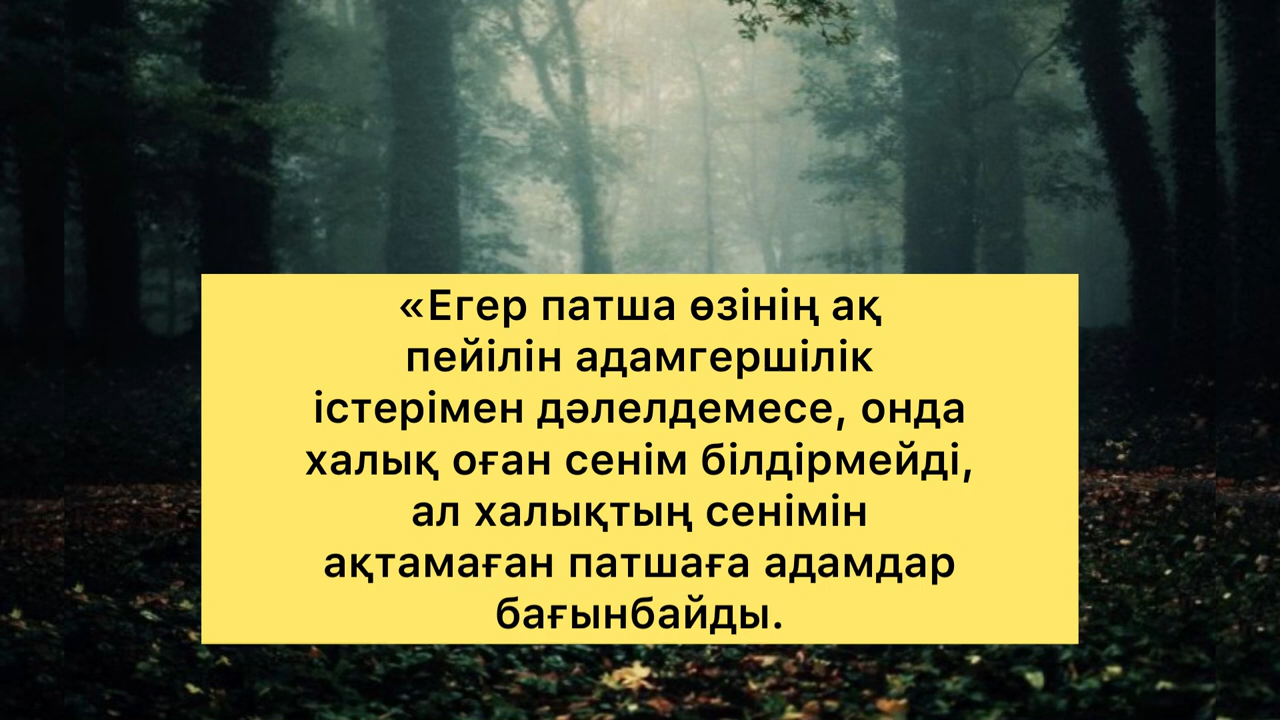 «Егер патша өзінің ақ
пейілін адамгершілік
істерімен дәлелдемесе, онда
халық оған сенім білдірмейді,
ал халықтың сенімін
ақтамаған патшаға адамдар
бағынбайды.